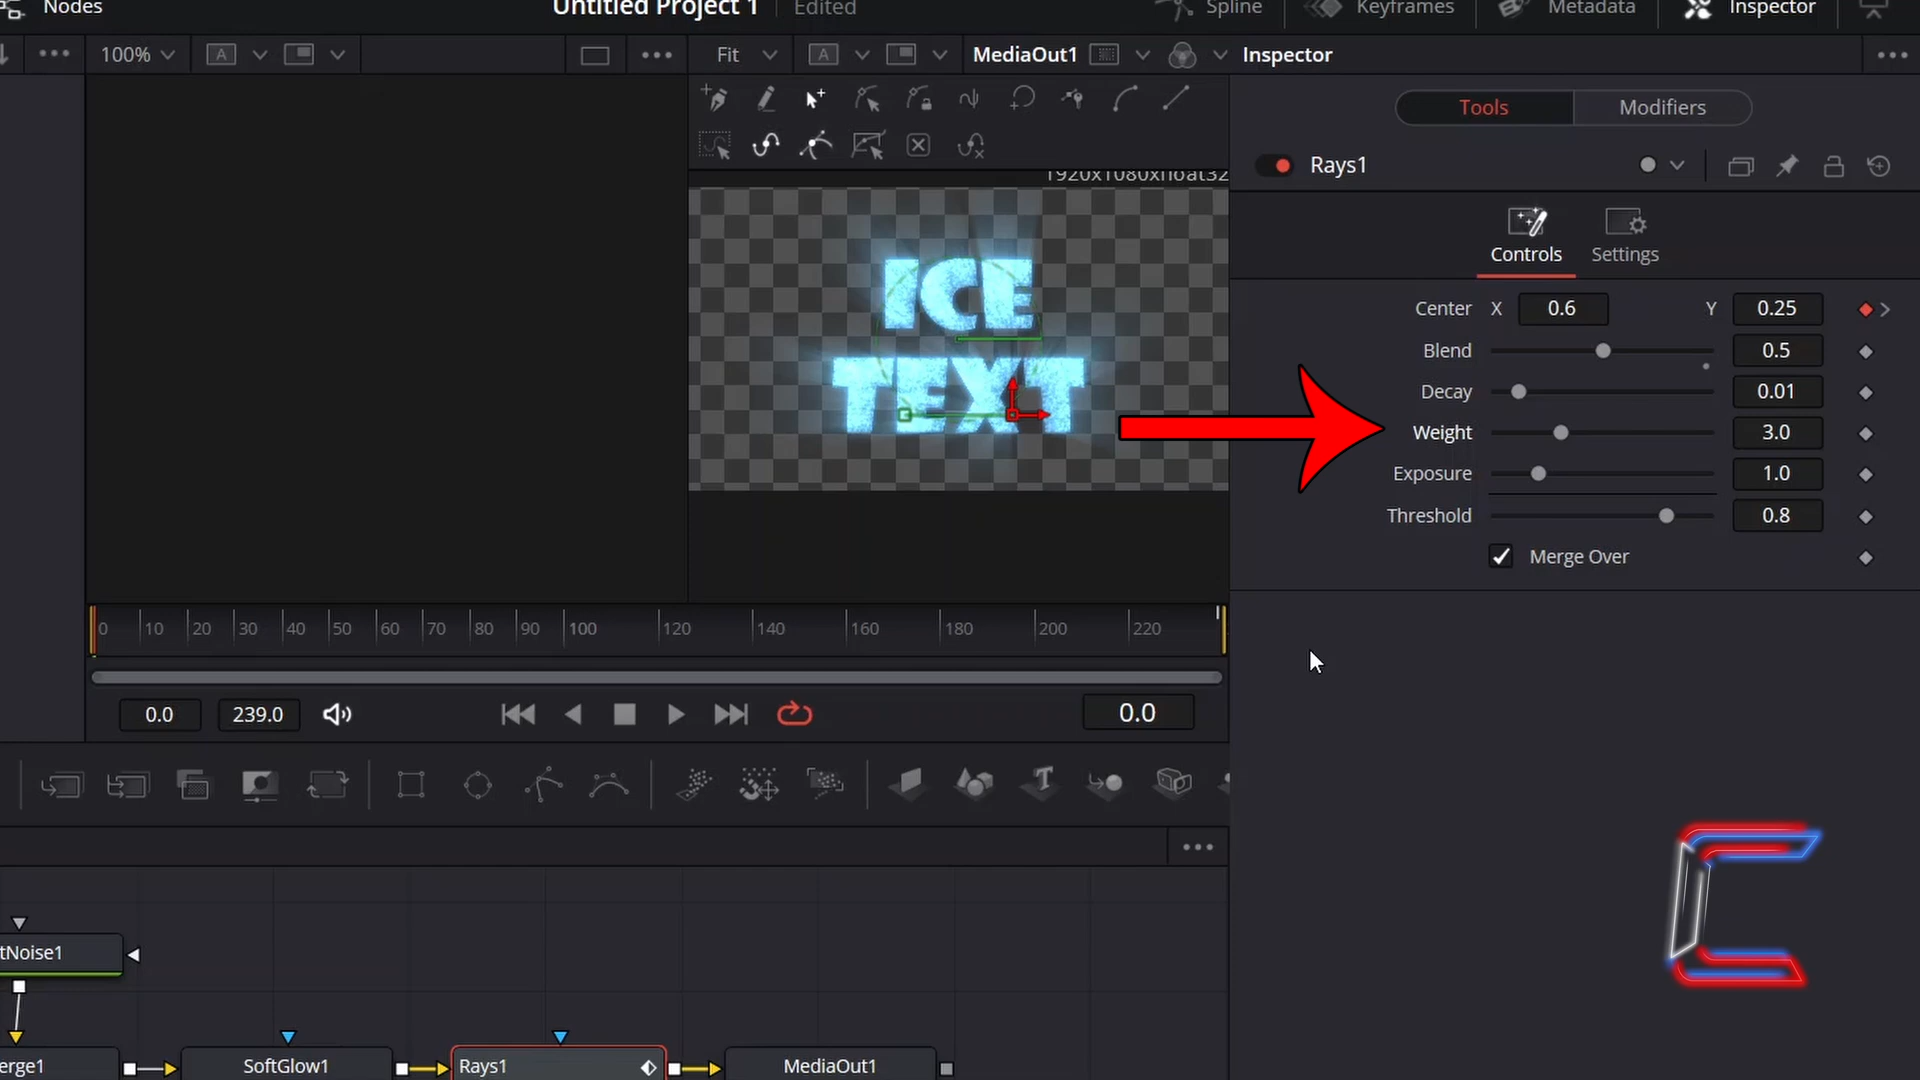 Nodes
Untitled Project 1 Edited
Spline Keyframes Metadata Inspector
100% A
Fit A MediaOut1
Inspector
Tools Modifiers
Rays1
1920x1080xfloat32
Controls Settings
Center X 0.6 Y 0.25
Blend 0.5
Decay 0.01
Weight 3.0
Exposure 1.0
Threshold 0.8
Merge Over
ICE
TEXT
0 10 20 30 40 50 60 70 80 90 100 120 140 160 180 200 220
0.0 239.0 0.0
tNoise1
erge1 SoftGlow1 Rays1 MediaOut1